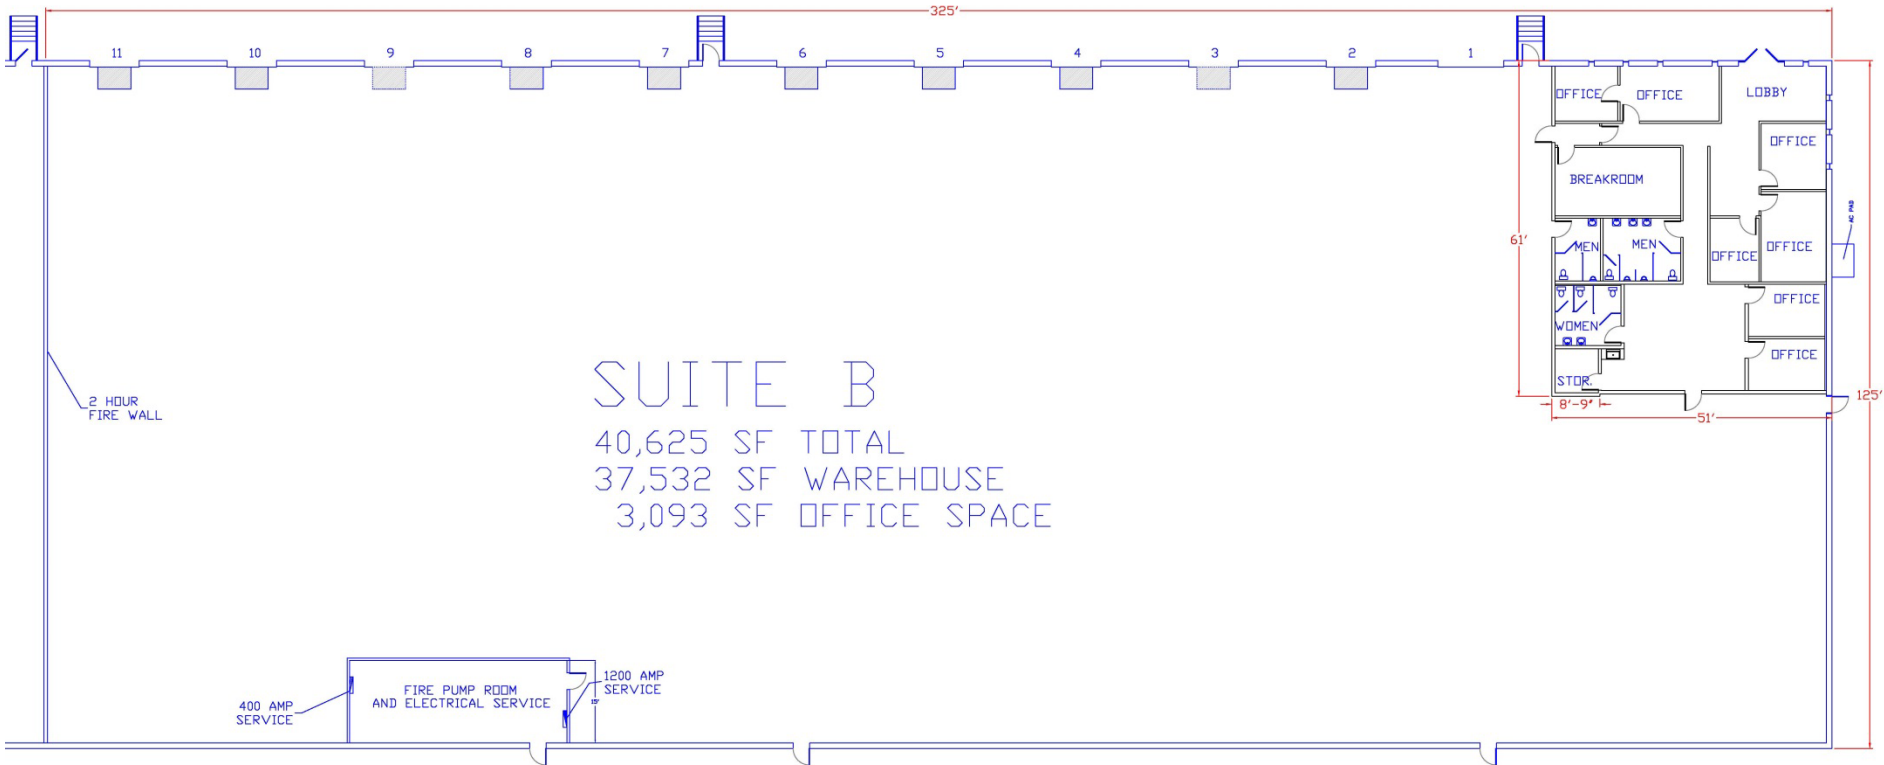 325'
11
10
9
8
7
6
5
4
3
2
1
OFFICE
OFFICE
LOBBY
OFFICE
BREAKROOM
AC PAD
61'
MEN
MEN
OFFICE
OFFICE
OFFICE
WOMEN
OFFICE
STOR.
8'-9"
51'
125'
2 HOUR
FIRE WALL
SUITE B
40,625 SF TOTAL
37,532 SF WAREHOUSE
3,093 SF OFFICE SPACE
400 AMP
SERVICE
FIRE PUMP ROOM
AND ELECTRICAL SERVICE
1200 AMP
SERVICE
15'